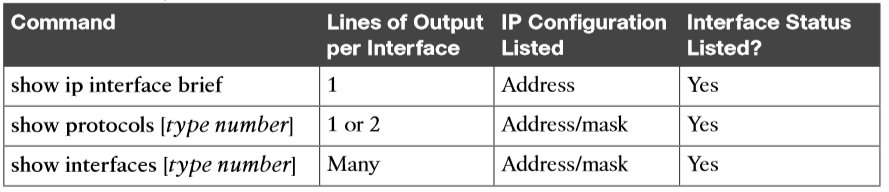 Command Lines of Output per Interface IP Configuration Listed Interface Status Listed?
show ip interface brief 1 Address Yes
show protocols [type number] 1 or 2 Address/mask Yes
show interfaces [type number] Many Address/mask Yes